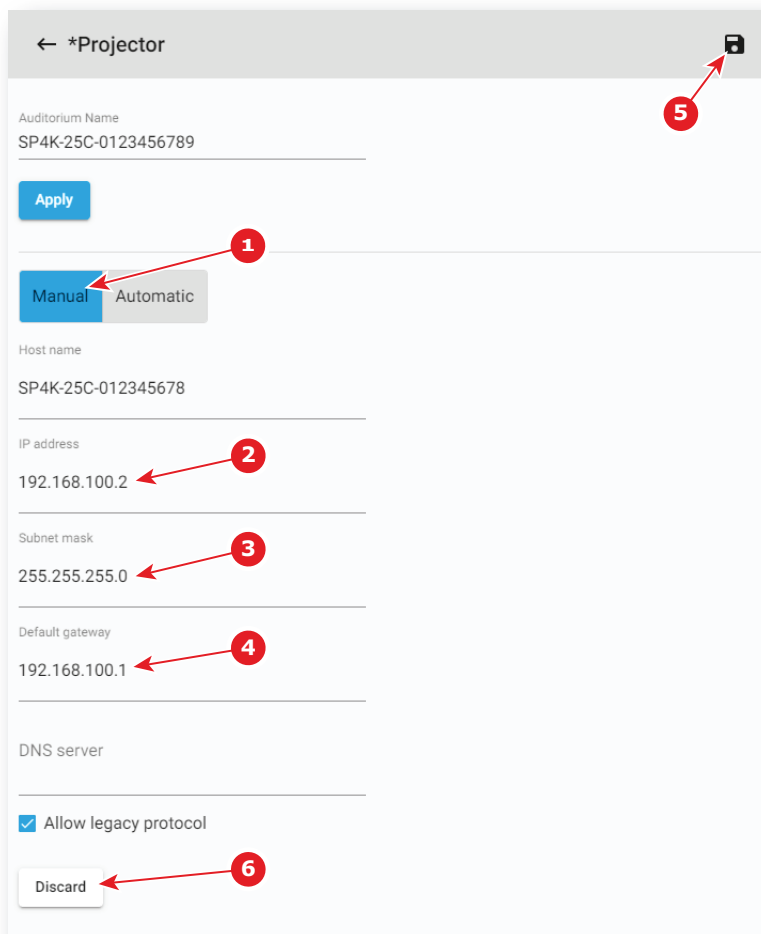 ← *Projector
5
Auditorium Name
SP4K-25C-0123456789
Apply
1
Manual Automatic
Host name
SP4K-25C-012345678
IP address
2
192.168.100.2
Subnet mask
3
255.255.255.0
Default gateway
4
192.168.100.1
DNS server
Allow legacy protocol
6
Discard